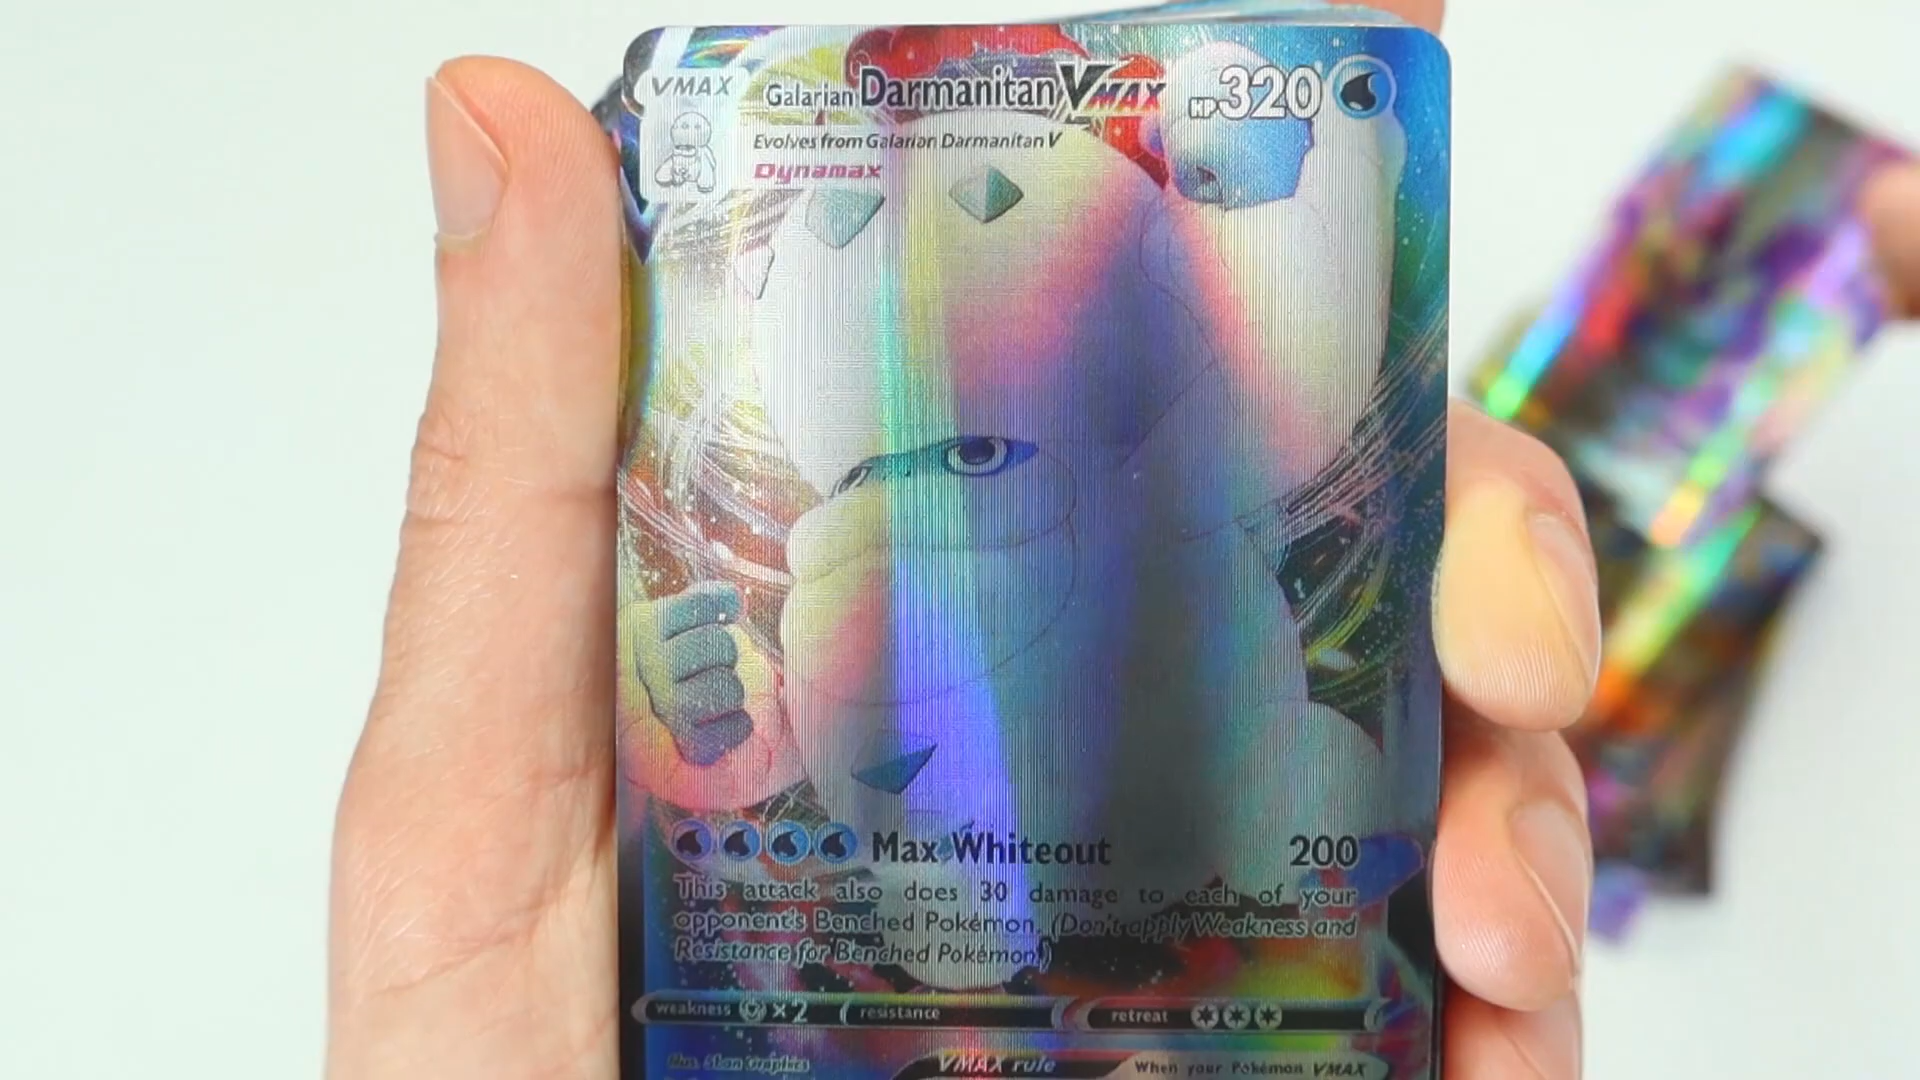 VMAX
Galarian Darmanitan VMAX HP 320
Evolves from Galarian Darmanitan V
Dynamax
Max Whiteout 200
This attack also does 30 damage to each of your
opponent's Benched Pokémon. (Don't apply Weakness and
Resistance for Benched Pokémon.)
weakness ×2 resistance retreat
VMAX rule When your Pokémon VMAX